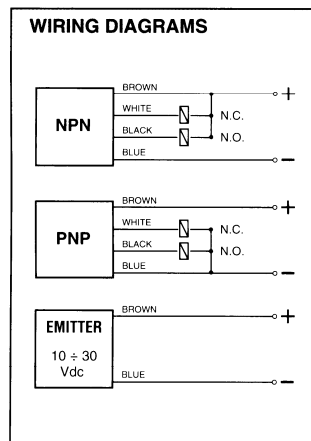 WIRING DIAGRAMS
BROWN
+
WHITE
N.C.
NPN
BLACK
N.O.
BLUE
−
BROWN
+
WHITE
N.C.
PNP
BLACK
N.O.
BLUE
−
BROWN
+
EMITTER
10 ÷ 30
Vdc
BLUE
−